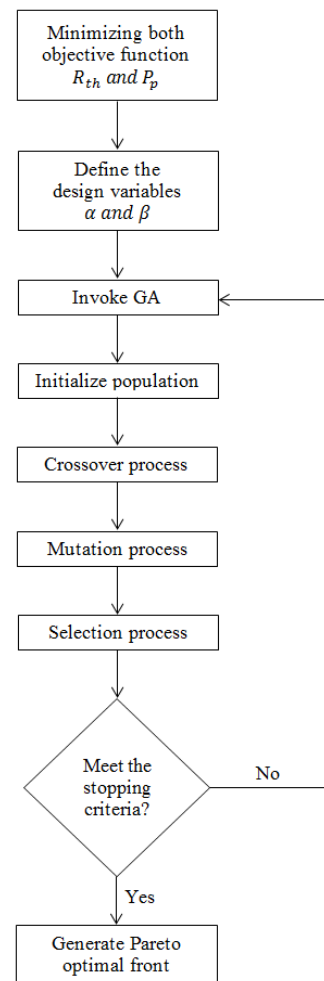 Minimizing both
objective function
R_th and P_p
Define the
design variables
α and β
Invoke GA
Initialize population
Crossover process
Mutation process
Selection process
Meet the
stopping
criteria?
No
Yes
Generate Pareto
optimal front